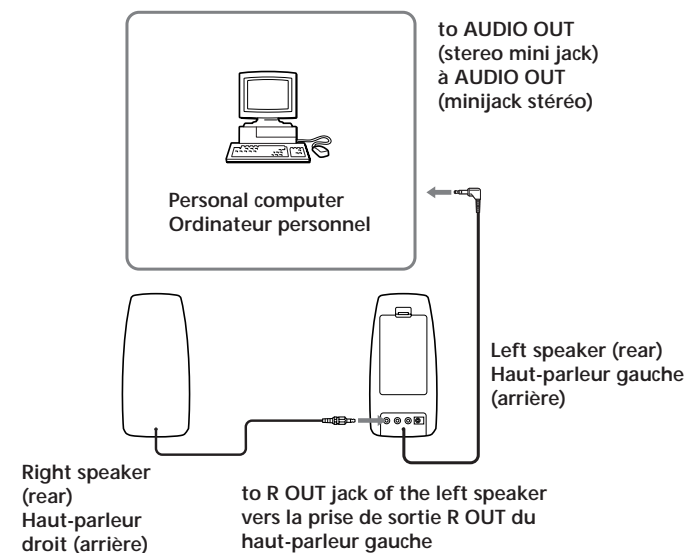 to AUDIO OUT
(stereo mini jack)
à AUDIO OUT
(minijack stéréo)
Personal computer
Ordinateur personnel
Left speaker (rear)
Haut-parleur gauche
(arrière)
Right speaker
(rear)
Haut-parleur
droit (arrière)
to R OUT jack of the left speaker
vers la prise de sortie R OUT du
haut-parleur gauche